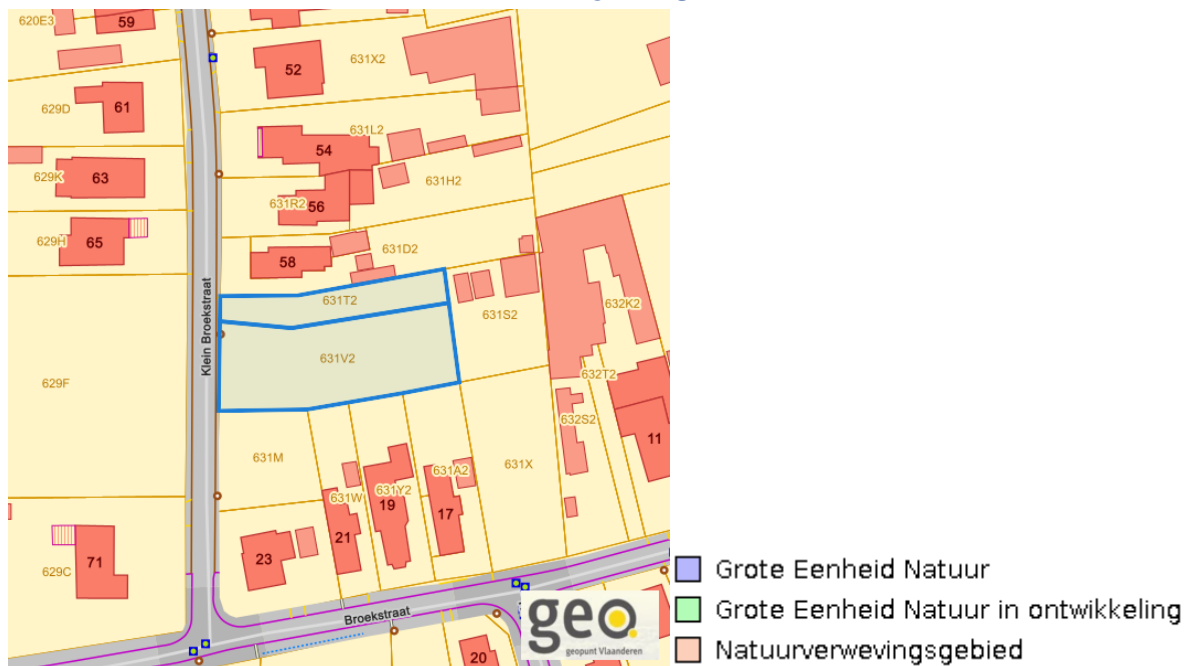 620E3
59
52
631X2
629D
61
631L2
54
629K
63
631H2
631R2
56
629H
65
631D2
58
Klein Broekstraat
631T2
631S2
632K2
629F
631V2
632T2
632S2
11
631M
631X
631A2
631W
631Y2
19
17
21
23
629C
71
Broekstraat
20
geo
geopunt Vlaanderen
Grote Eenheid Natuur
Grote Eenheid Natuur in ontwikkeling
Natuurverwevingsgebied